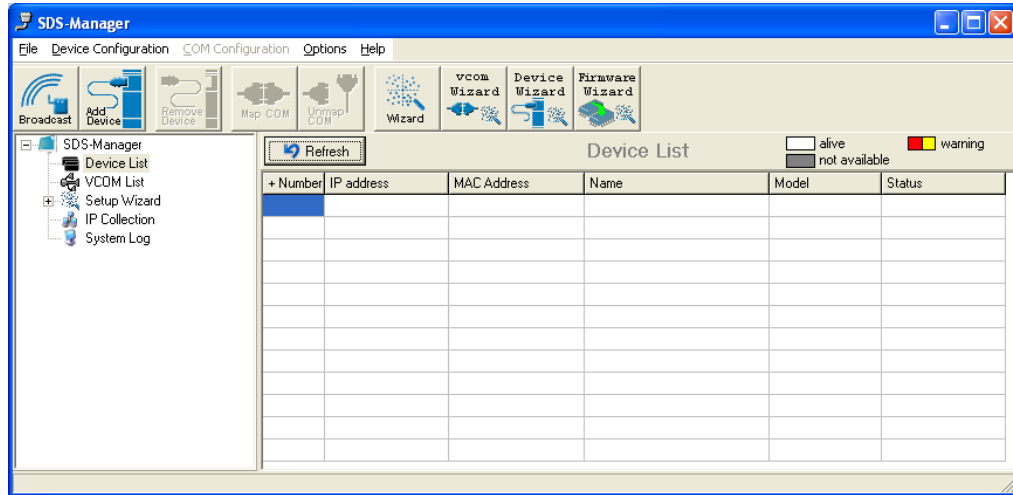 SDS-Manager
File Device Configuration COM Configuration Options Help
Broadcast
Add Device
Remove Device
Map COM
Unmap COM
Wizard
vcom Wizard
Device Wizard
Firmware Wizard
SDS-Manager
Device List
VCOM List
Setup Wizard
IP Collection
System Log
Refresh
Device List
alive
warning
not available
+ Number IP address MAC Address Name Model Status